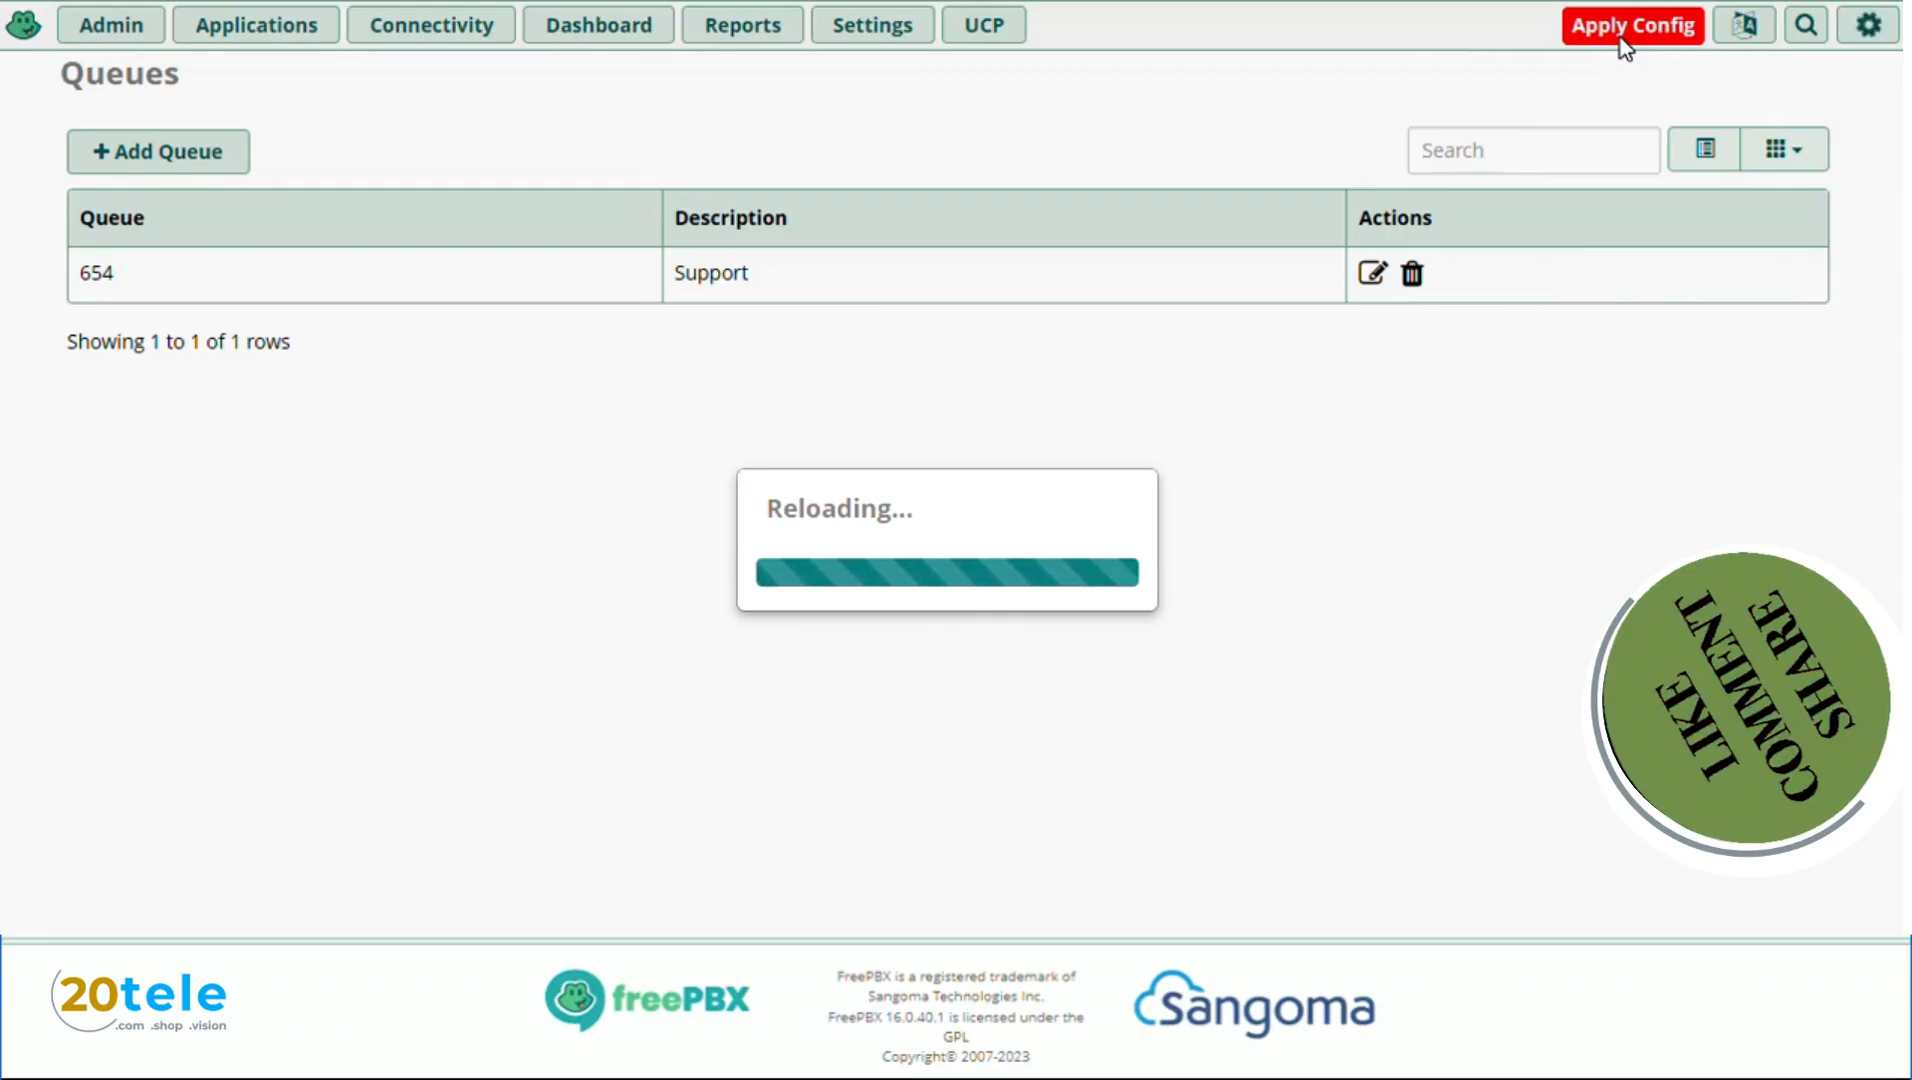 Admin Applications Connectivity Dashboard Reports Settings UCP Apply Config
Queues
Add Queue
Search
Queue Description Actions
654 Support
Showing 1 to 1 of 1 rows
Reloading...
LIKE
COMMENT
SHARE
20tele
.com .shop .vision
freePBX
FreePBX is a registered trademark of
Sangoma Technologies Inc.
FreePBX 16.0.40.1 is licensed under the
GPL
Copyright© 2007-2023
Sangoma